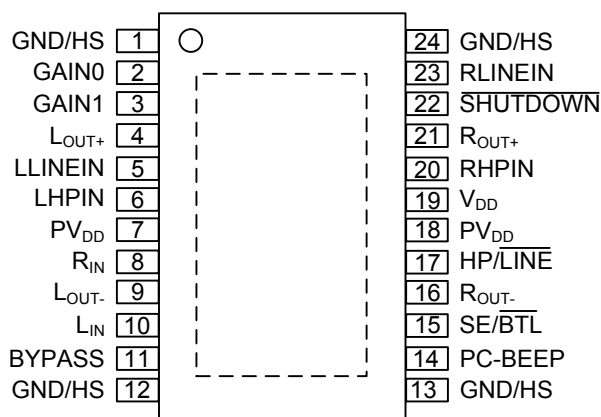 GND/HS 1 24 GND/HS
GAIN0 2 23 RLINEIN
GAIN1 3 22 SHUTDOWN
LOUT+ 4 21 ROUT+
LLINEIN 5 20 RHPIN
LHPIN 6 19 VDD
PVDD 7 18 PVDD
RIN 8 17 HP/LINE
LOUT- 9 16 ROUT-
LIN 10 15 SE/BTL
BYPASS 11 14 PC-BEEP
GND/HS 12 13 GND/HS